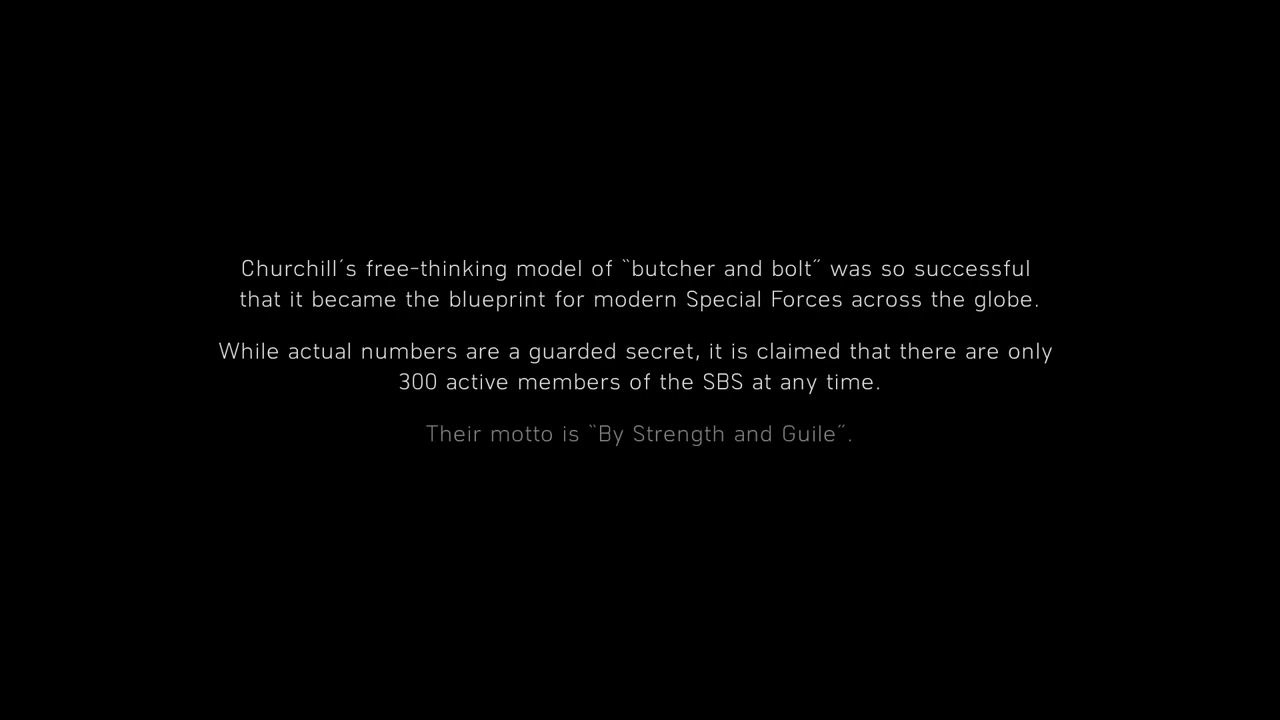 Churchill´s free-thinking model of ``butcher and bolt˝ was so successful
that it became the blueprint for modern Special Forces across the globe.
While actual numbers are a guarded secret, it is claimed that there are only
300 active members of the SBS at any time.
Their motto is ``By Strength and Guile˝.